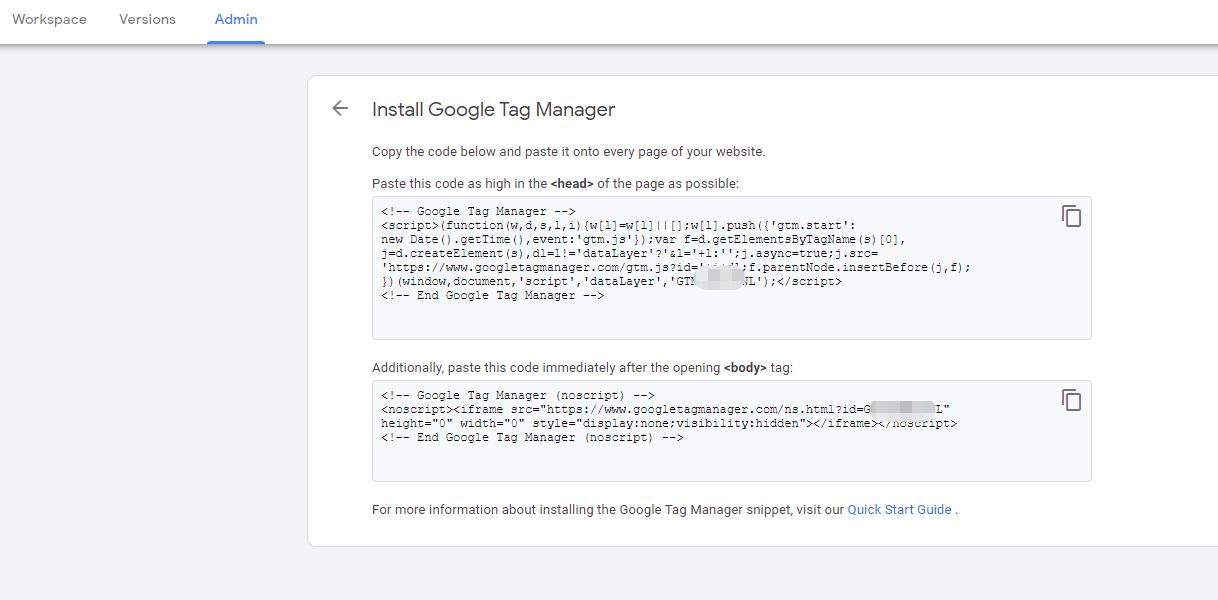 Workspace Versions Admin
Install Google Tag Manager
Copy the code below and paste it onto every page of your website.
Paste this code as high in the <head> of the page as possible:
<!-- Google Tag Manager -->
<script>(function(w,d,s,l,i){w[l]=w[l]||[];w[l].push({'gtm.start':
new Date().getTime(),event:'gtm.js'});var f=d.getElementsByTagName(s)[0],
j=d.createElement(s),dl=l!='dataLayer'?'&l='+l:'';j.async=true;j.src=
'https://www.googletagmanager.com/gtm.js?id=' f.parentNode.insertBefore(j,f);
})(window,document,'script','dataLayer','GTM NL');</script>
<!-- End Google Tag Manager -->
Additionally, paste this code immediately after the opening <body> tag:
<!-- Google Tag Manager (noscript) -->
<noscript><iframe src="https://www.googletagmanager.com/ns.html?id=G L"
height="0" width="0" style="display:none;visibility:hidden"></iframe></noscript>
<!-- End Google Tag Manager (noscript) -->
For more information about installing the Google Tag Manager snippet, visit our Quick Start Guide .